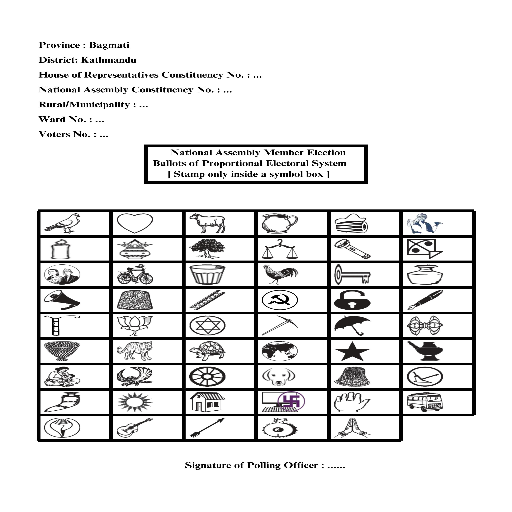 Province : Bagmati
District: Kathmandu
House of Representatives Constituency No. : ...
National Assembly Constituency No. : ...
Rural/Municipality : ...
Ward No. : ...
Voters No. : ...
National Assembly Member Election
Ballots of Proportional Electoral System
[ Stamp only inside a symbol box ]
Signature of Polling Officer : ......